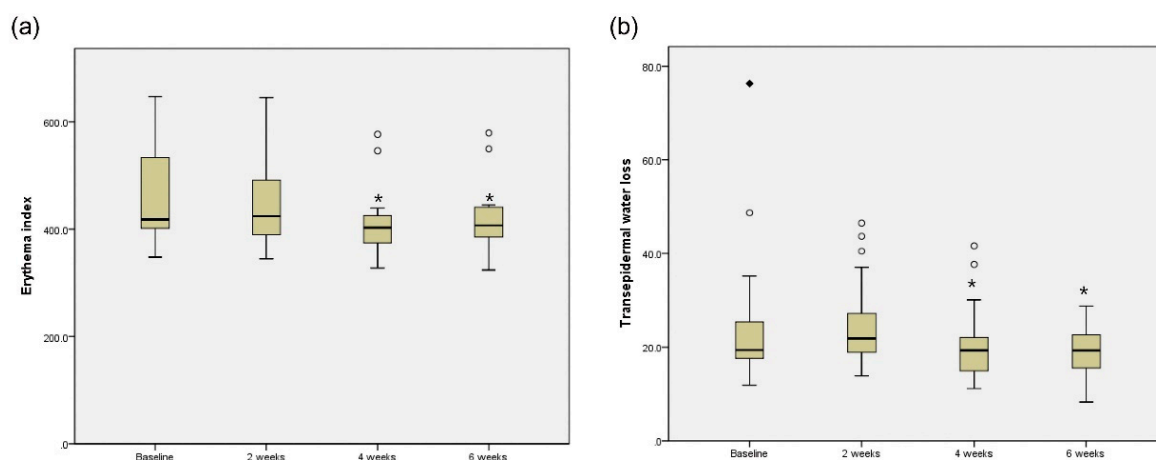 (a)
Erythema index
600.0
400.0
200.0
.0
Baseline 2 weeks 4 weeks 6 weeks
*
*
(b)
Transepidermal water loss
80.0
60.0
40.0
20.0
.0
Baseline 2 weeks 4 weeks 6 weeks
*
*